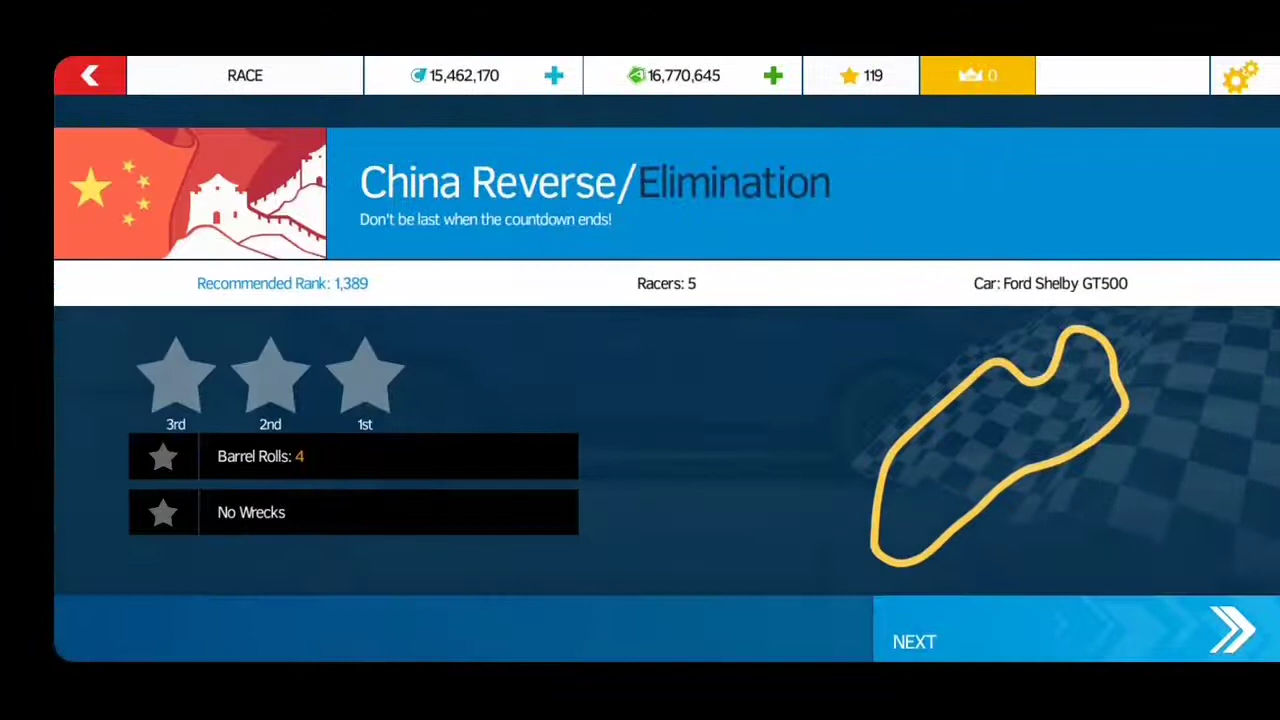 RACE
15,462,170
16,770,645
119
0
China Reverse/Elimination
Don't be last when the countdown ends!
Recommended Rank: 1,389
Racers: 5
Car: Ford Shelby GT500
3rd
2nd
1st
Barrel Rolls: 4
No Wrecks
NEXT